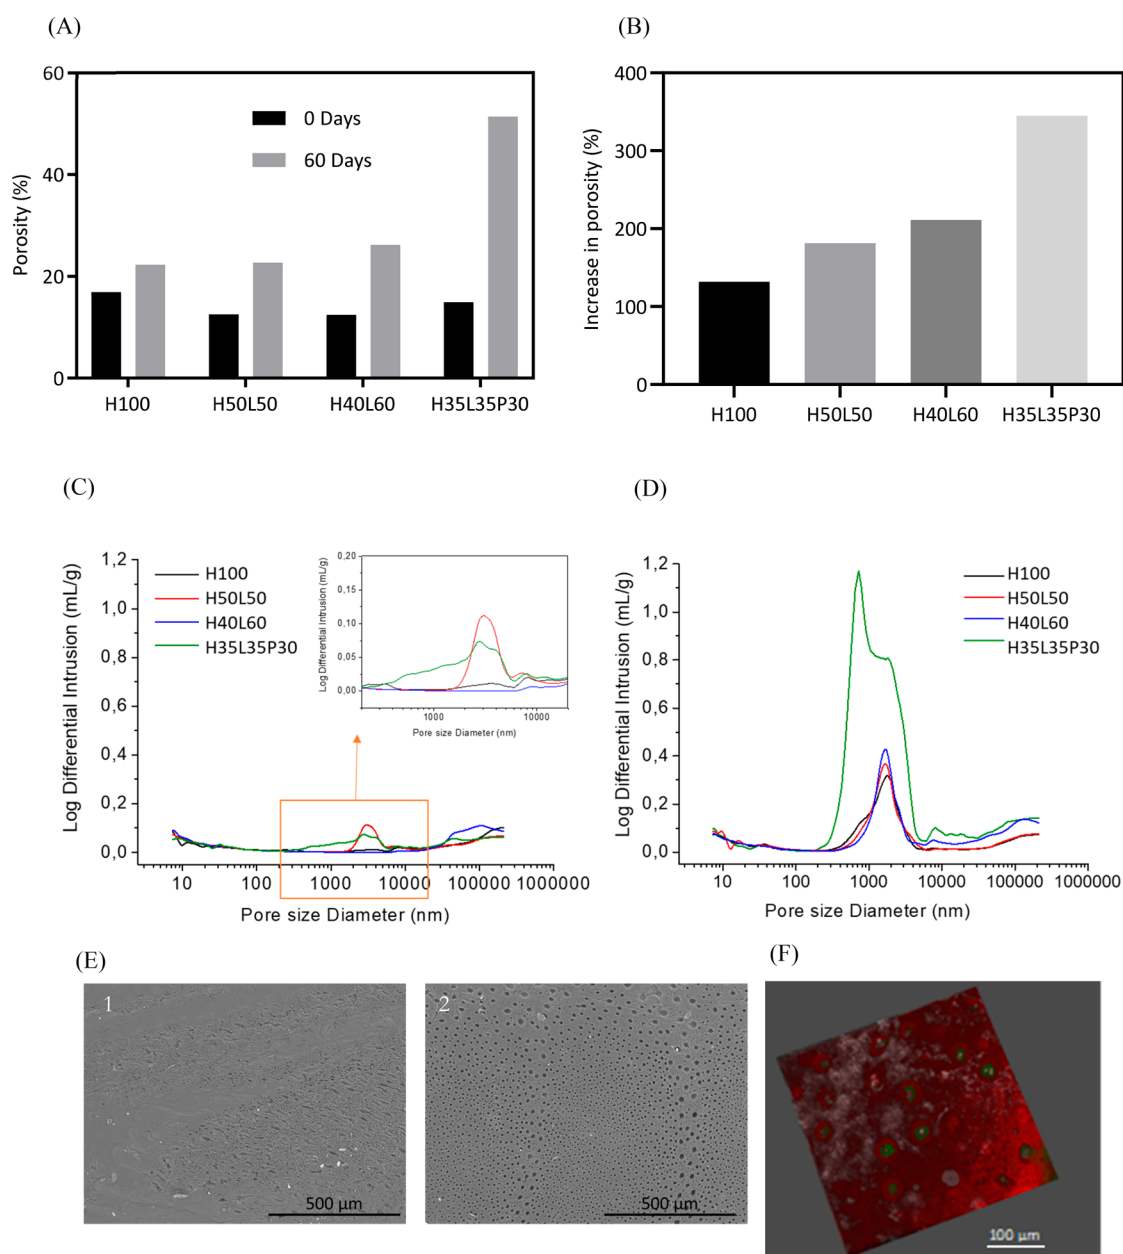 (A)
(B)
60
40
20
0
Porosity (%)
0 Days
60 Days
H100 H50L50 H40L60 H35L35P30
400
300
200
100
0
Increase in porosity (%)
H100 H50L50 H40L60 H35L35P30
(C)
(D)
1,2
1,0
0,8
0,6
0,4
0,2
0,0
Log Differential Intrusion (mL/g)
H100
H50L50
H40L60
H35L35P30
0,20
0,15
0,10
0,05
0,00
Log Differential Intrusion (mL/g)
1000 10000
Pore size Diameter (nm)
10 100 1000 10000 100000 1000000
Pore size Diameter (nm)
1,2
1,0
0,8
0,6
0,4
0,2
0,0
Log Differential Intrusion (mL/g)
H100
H50L50
H40L60
H35L35P30
10 100 1000 10000 100000 1000000
Pore size Diameter (nm)
(E)
(F)
1
500 µm
2
500 µm
100 µm